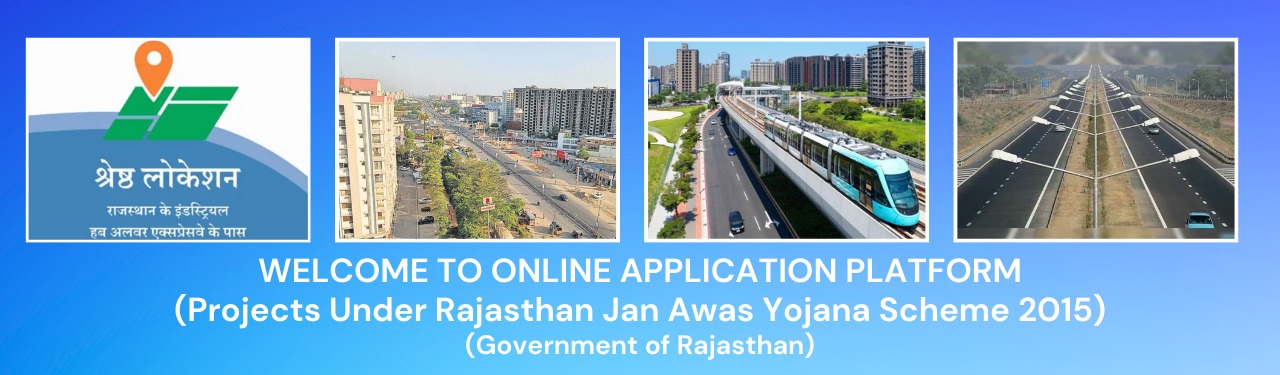 श्रेष्ठ लोकेशन
राजस्थान के इंडस्ट्रियल
हब अलवर एक्सप्रेसवे के पास
WELCOME TO ONLINE APPLICATION PLATFORM
(Projects Under Rajasthan Jan Awas Yojana Scheme 2015)
(Government of Rajasthan)